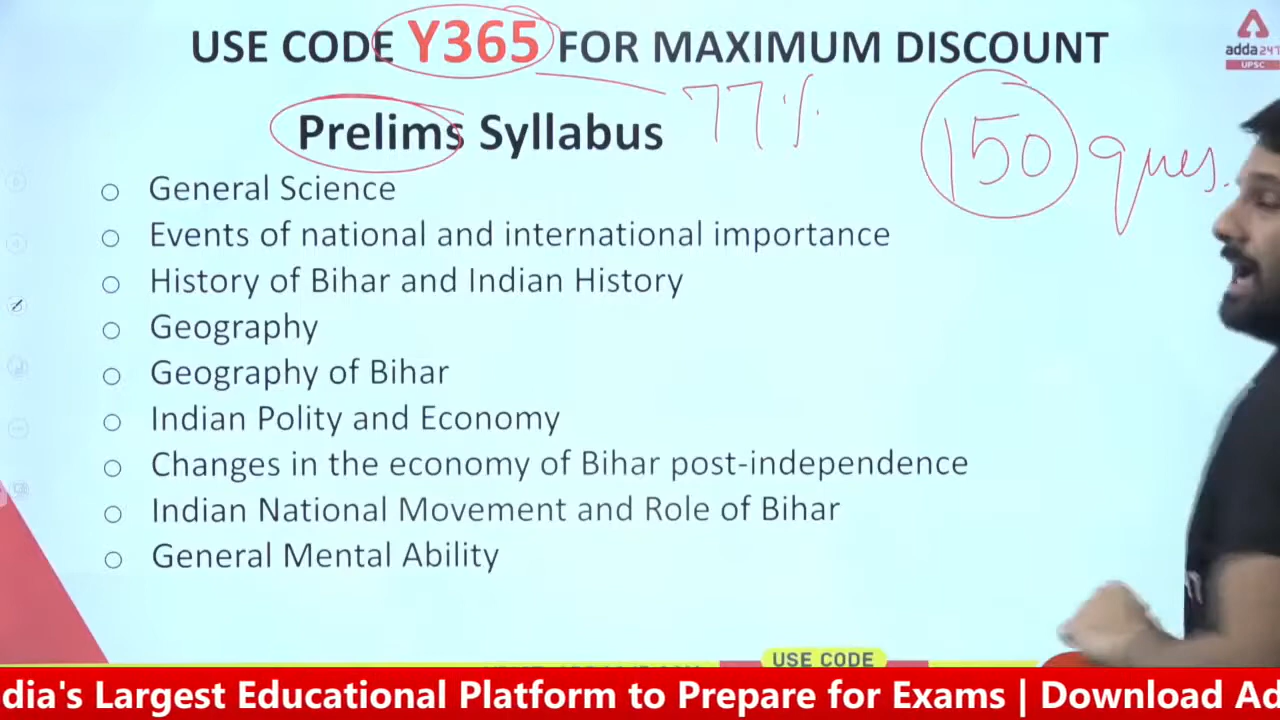 USE CODE Y365 FOR MAXIMUM DISCOUNT
adda247
UPSC
77%
Prelims Syllabus
150 ques.
General Science
Events of national and international importance
History of Bihar and Indian History
Geography
Geography of Bihar
Indian Polity and Economy
Changes in the economy of Bihar post-independence
Indian National Movement and Role of Bihar
General Mental Ability
USE CODE
dia's Largest Educational Platform to Prepare for Exams | Download Ad